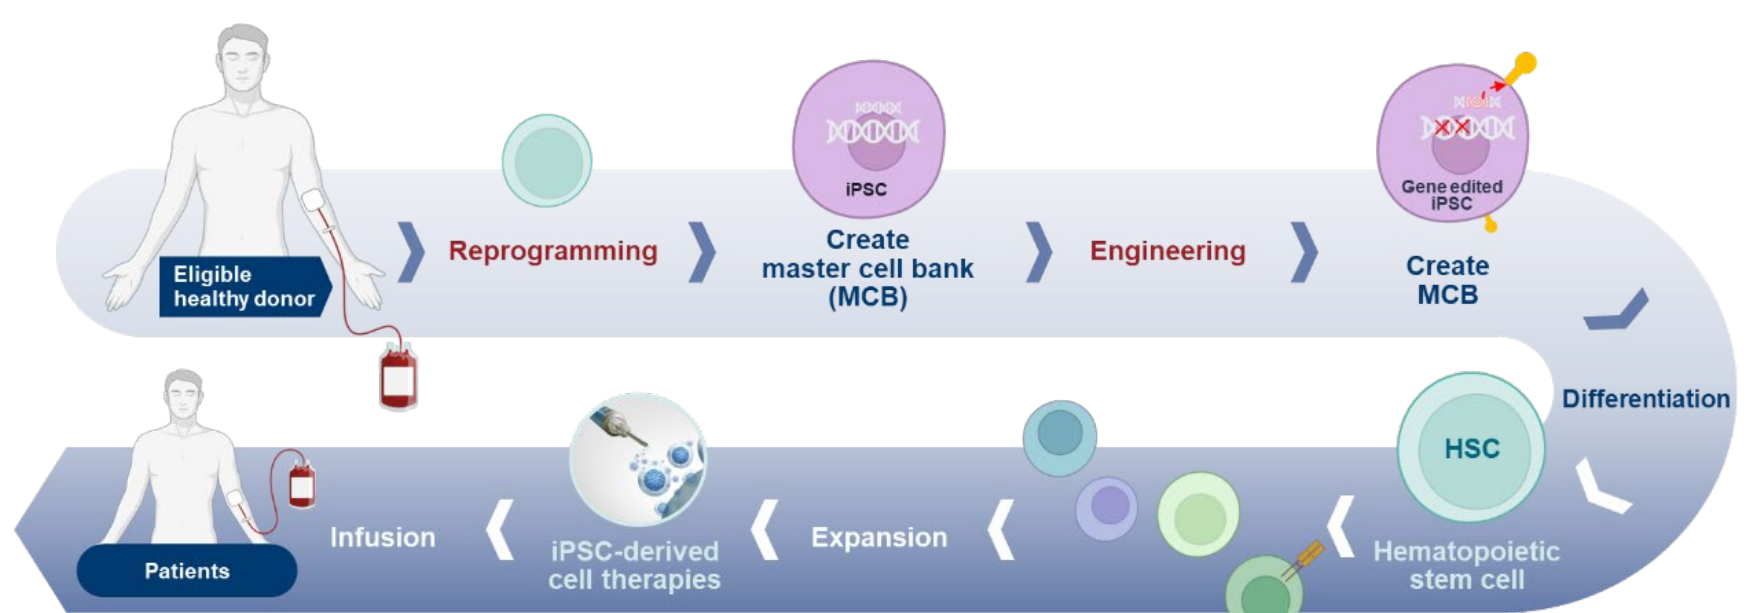 Eligible
healthy donor
Reprogramming
iPSC
Create
master cell bank
(MCB)
Engineering
Gene edited
iPSC
Create
MCB
Differentiation
HSC
Hematopoietic
stem cell
Expansion
iPSC-derived
cell therapies
Infusion
Patients